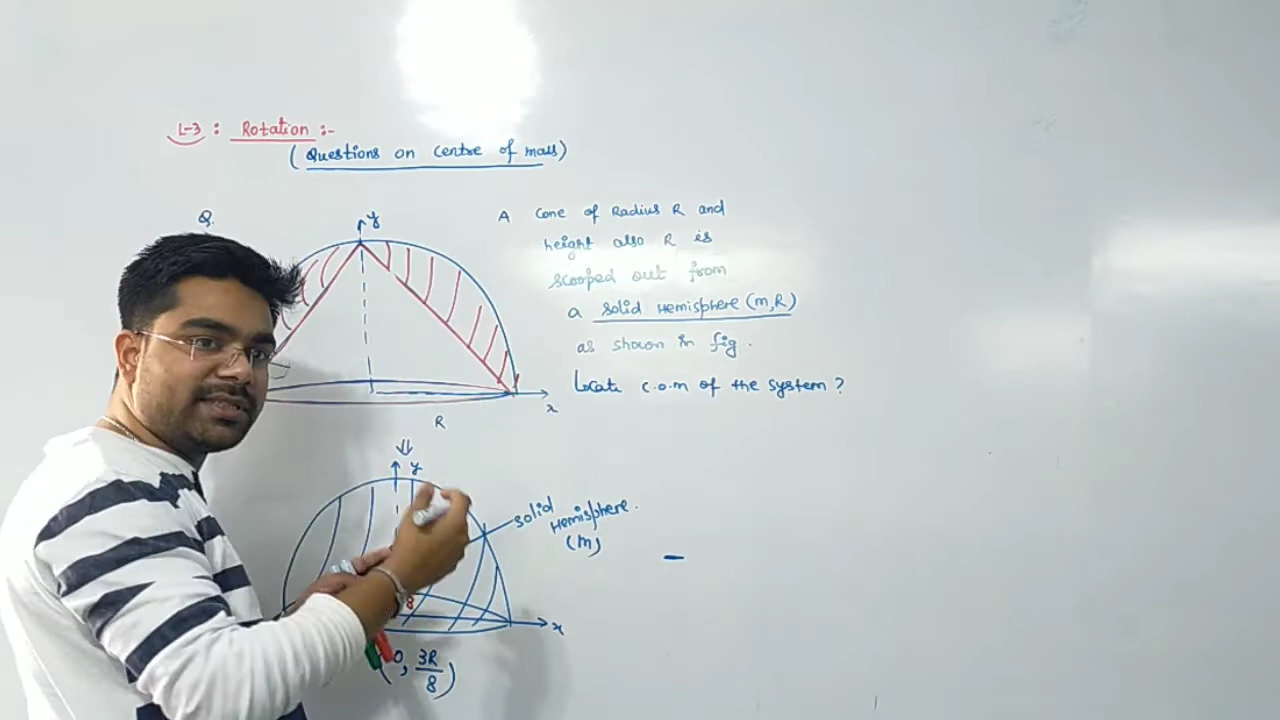 L-3 : Rotation :-
(Questions on centre of mass)
Q.
y
A cone of Radius R and
height also R is
scooped out from
a solid Hemisphere (m,R)
as shown in fig.
Locate c.o.m of the system?
x
R
⇓
y
solid
Hemisphere.
(m)
-
8
x
(0, 3R/8)